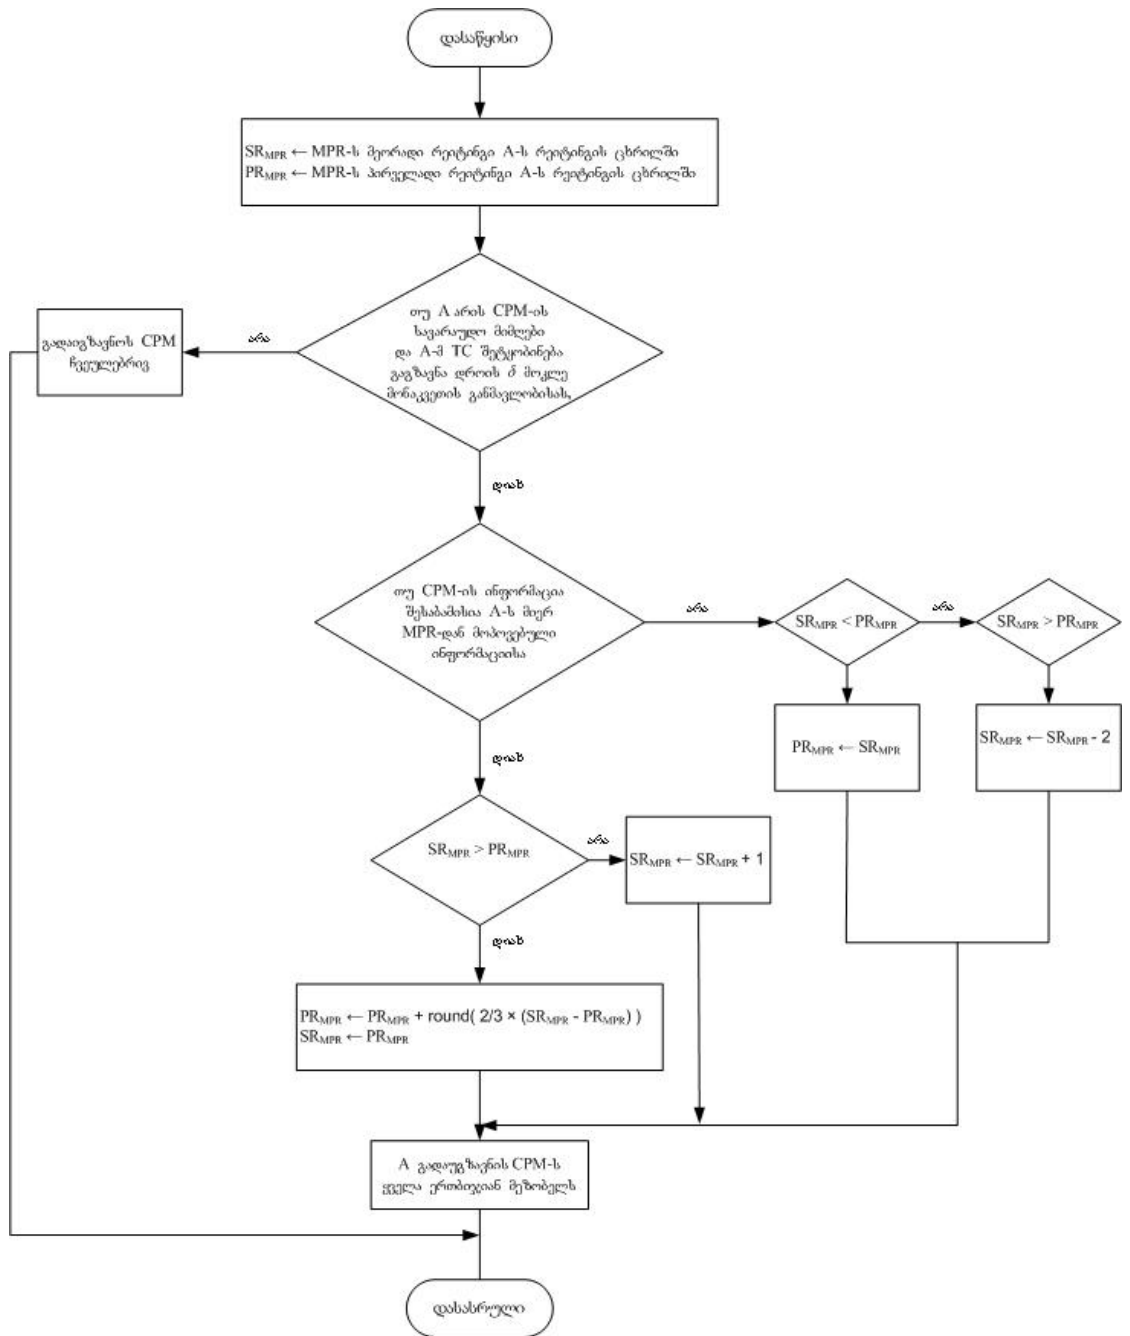 დასაწყისი
SRMPR ← MPR-ს მეორადი რეიტინგი A-ს რეიტინგის ცხრილში
PRMPR ← MPR-ს პირველადი რეიტინგი A-ს რეიტინგის ცხრილში
თუ A არის CPM-ის
სავარაუდო მიმღები
და A-მ TC შეტყობინება
გაგზავნა დროის δ მოკლე
მონაკვეთის განმავლობისას,
არა
გადაიგზავნოს CPM
ჩვეულებრივ
დიახ
თუ CPM-ის ინფორმაცია
შესაბამისია A-ს მიერ
MPR-დან მოპოვებული
ინფორმაციისა
არა
SRMPR < PRMPR
არა
SRMPR > PRMPR
PRMPR ← SRMPR
SRMPR ← SRMPR - 2
დიახ
SRMPR > PRMPR
არა
SRMPR ← SRMPR + 1
დიახ
PRMPR ← PRMPR + round( 2/3 × (SRMPR - PRMPR) )
SRMPR ← PRMPR
A გადაუგზავნის CPM-ს
ყველა ერთბიჯიან მეზობელს
დასასრული